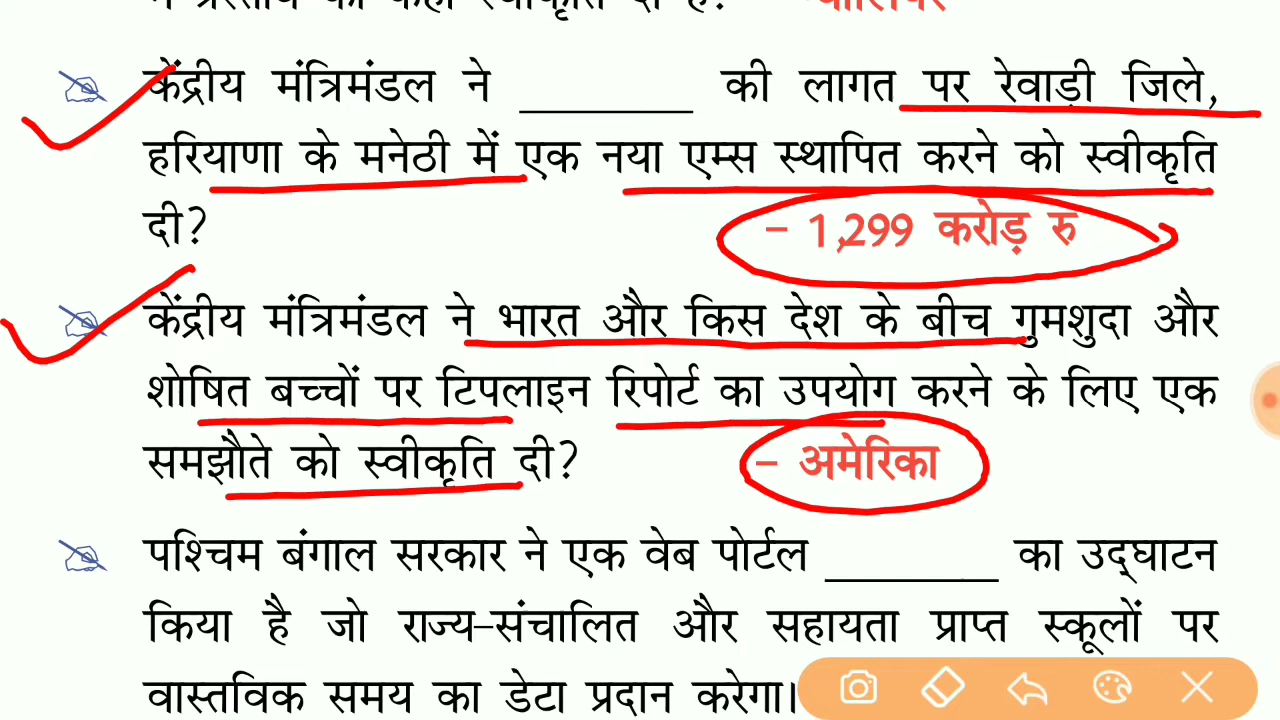 केंद्रीय मंत्रिमंडल ने ________ की लागत पर रेवाड़ी जिले,
हरियाणा के मनेठी में एक नया एम्स स्थापित करने को स्वीकृति
दी? - 1,299 करोड़ रु
केंद्रीय मंत्रिमंडल ने भारत और किस देश के बीच गुमशुदा और
शोषित बच्चों पर टिपलाइन रिपोर्ट का उपयोग करने के लिए एक
समझौते को स्वीकृति दी? - अमेरिका
पश्चिम बंगाल सरकार ने एक वेब पोर्टल ________ का उद्घाटन
किया है जो राज्य-संचालित और सहायता प्राप्त स्कूलों पर
वास्तविक समय का डेटा प्रदान करेगा।